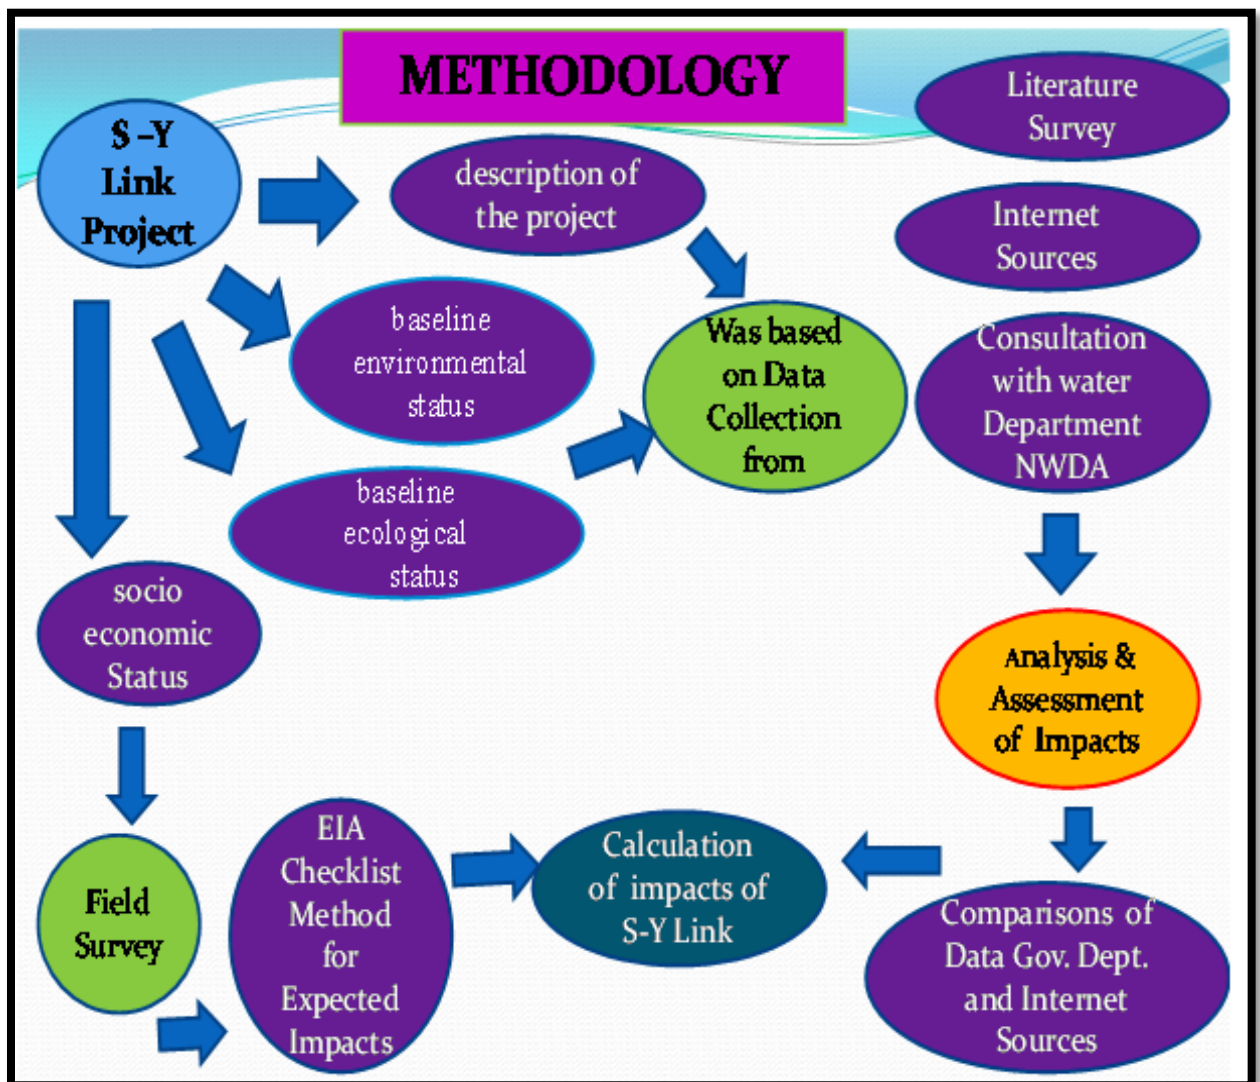 METHODOLOGY
S –Y
Link
Project
description of
the project
baseline
environmental
status
baseline
ecological
status
socio
economic
Status
Field
Survey
EIA
Checklist
Method
for
Expected
Impacts
Was based
on Data
Collection
from
Literature
Survey
Internet
Sources
Consultation
with water
Department
NWDA
Analysis &
Assessment
of Impacts
Comparisons of
Data Gov. Dept.
and Internet
Sources
Calculation
of impacts of
S-Y Link